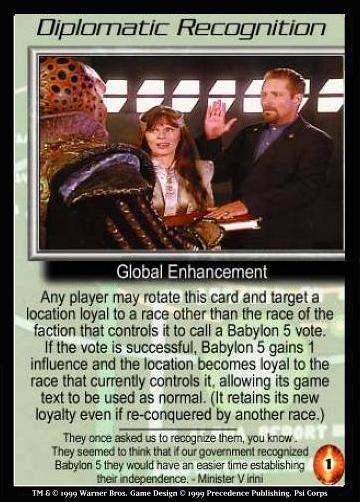 Diplomatic Recognition
Global Enhancement
Any player may rotate this card and target a
location loyal to a race other than the race of the
faction that controls it to call a Babylon 5 vote.
If the vote is successful, Babylon 5 gains 1
influence and the location becomes loyal to the
race that currently controls it, allowing its game
text to be used as normal. (It retains its new
loyalty even if re-conquered by another race.)
They once asked us to recognize them, you know.
They seemed to think that if our government recognized
Babylon 5 they would have an easier time establishing
their independence. - Minister Virini
1
TM & © 1999 Warner Bros. Game Design © 1999 Precedence Publishing. Psi Corps